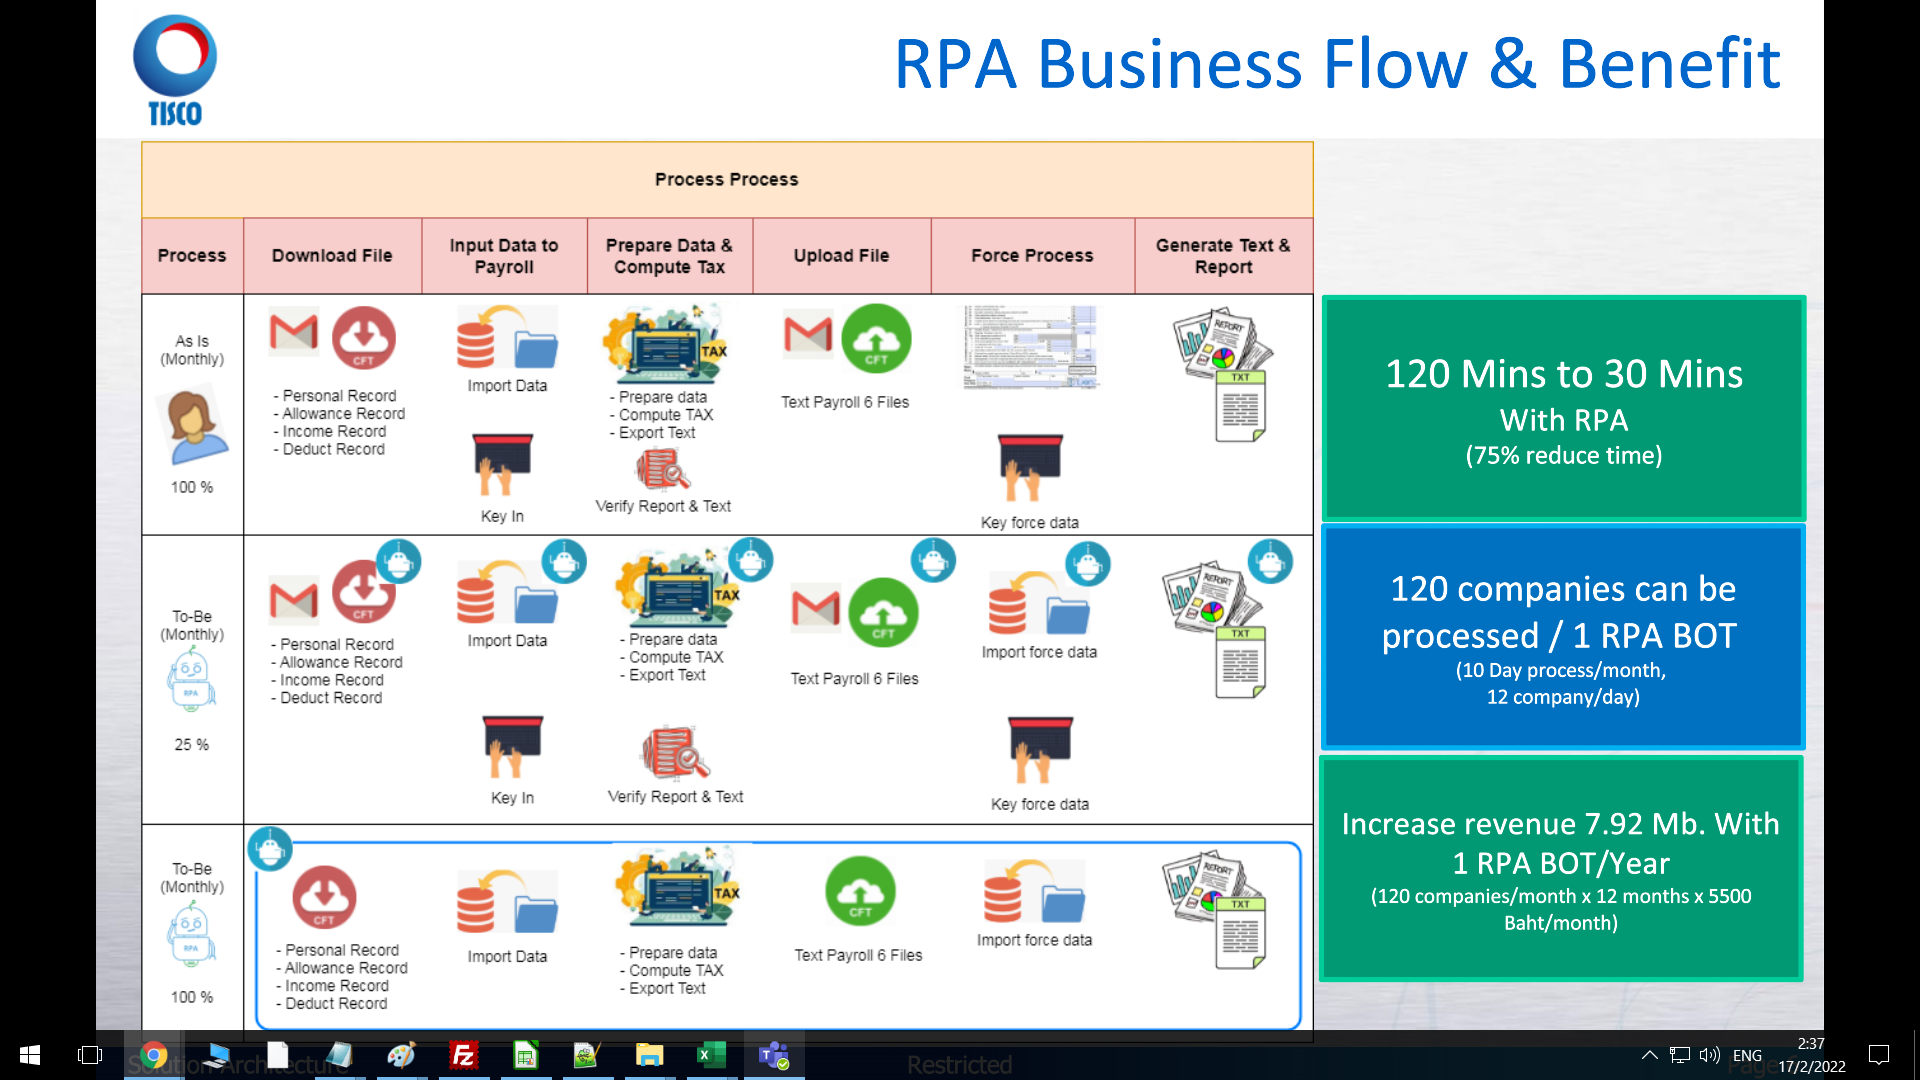 TISCO
RPA Business Flow & Benefit
Process Process
Process
Download File
Input Data to
Payroll
Prepare Data &
Compute Tax
Upload File
Force Process
Generate Text &
Report
As Is
(Monthly)
100 %
CFT
- Personal Record
- Allowance Record
- Income Record
- Deduct Record
Import Data
Key In
TAX
- Prepare data
- Compute TAX
- Export Text
Verify Report & Text
CFT
Text Payroll 6 Files
Key force data
REPORT
TXT
To-Be
(Monthly)
RPA
25 %
CFT
- Personal Record
- Allowance Record
- Income Record
- Deduct Record
Import Data
Key In
TAX
- Prepare data
- Compute TAX
- Export Text
Verify Report & Text
CFT
Text Payroll 6 Files
Import force data
Key force data
REPORT
TXT
To-Be
(Monthly)
RPA
100 %
CFT
- Personal Record
- Allowance Record
- Income Record
- Deduct Record
Import Data
TAX
- Prepare data
- Compute TAX
- Export Text
CFT
Text Payroll 6 Files
Import force data
REPORT
TXT
120 Mins to 30 Mins
With RPA
(75% reduce time)
120 companies can be
processed / 1 RPA BOT
(10 Day process/month,
12 company/day)
Increase revenue 7.92 Mb. With
1 RPA BOT/Year
(120 companies/month x 12 months x 5500
Baht/month)
Solution Architecture
Restricted
Page
ENG
2:37
17/2/2022